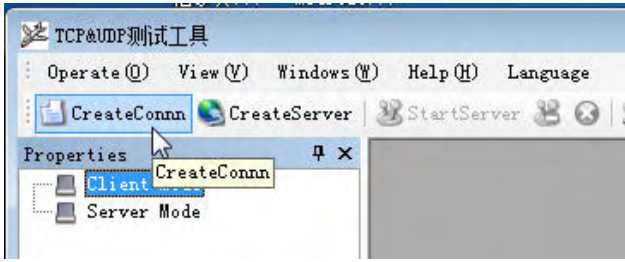 TCP&UDP测试工具
Operate(O) View(V) Windows(W) Help(H) Language
CreateConnn CreateServer StartServer
Properties
CreateConnn
Client
Server Mode